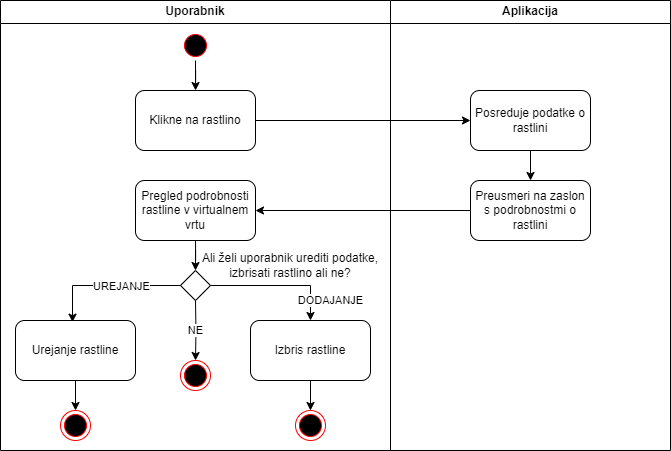 Uporabnik
Aplikacija
Klikne na rastlino
Posreduje podatke o
rastlini
Pregled podrobnosti
rastline v virtualnem
vrtu
Preusmeri na zaslon
s podrobnostmi o
rastlini
Ali želi uporabnik urediti podatke,
izbrisati rastlino ali ne?
UREJANJE
DODAJANJE
NE
Urejanje rastline
Izbris rastline